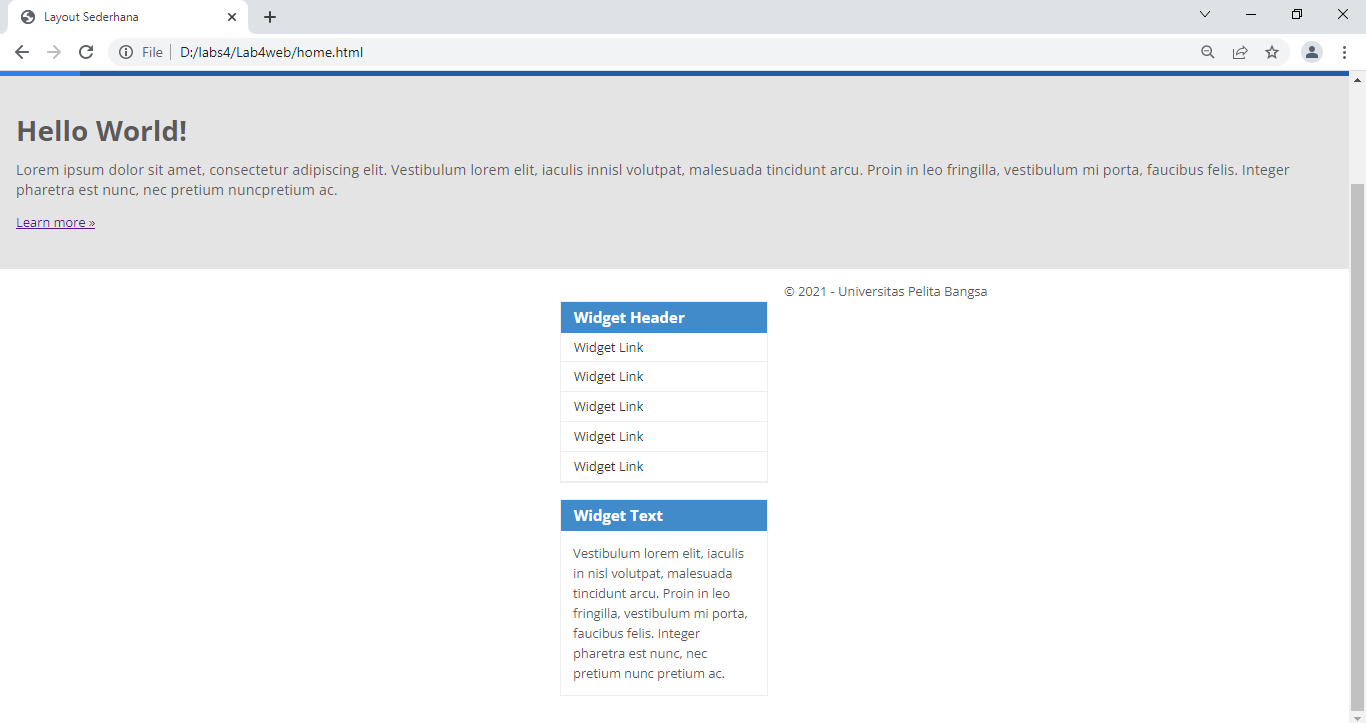 Layout Sederhana
File
D:/labs4/Lab4web/home.html
Hello World!
Lorem ipsum dolor sit amet, consectetur adipiscing elit. Vestibulum lorem elit, iaculis innisl volutpat, malesuada tincidunt arcu. Proin in leo fringilla, vestibulum mi porta, faucibus felis. Integer
pharetra est nunc, nec pretium nuncpretium ac.
Learn more »
© 2021 - Universitas Pelita Bangsa
Widget Header
Widget Link
Widget Link
Widget Link
Widget Link
Widget Link
Widget Text
Vestibulum lorem elit, iaculis
in nisl volutpat, malesuada
tincidunt arcu. Proin in leo
fringilla, vestibulum mi porta,
faucibus felis. Integer
pharetra est nunc, nec
pretium nunc pretium ac.